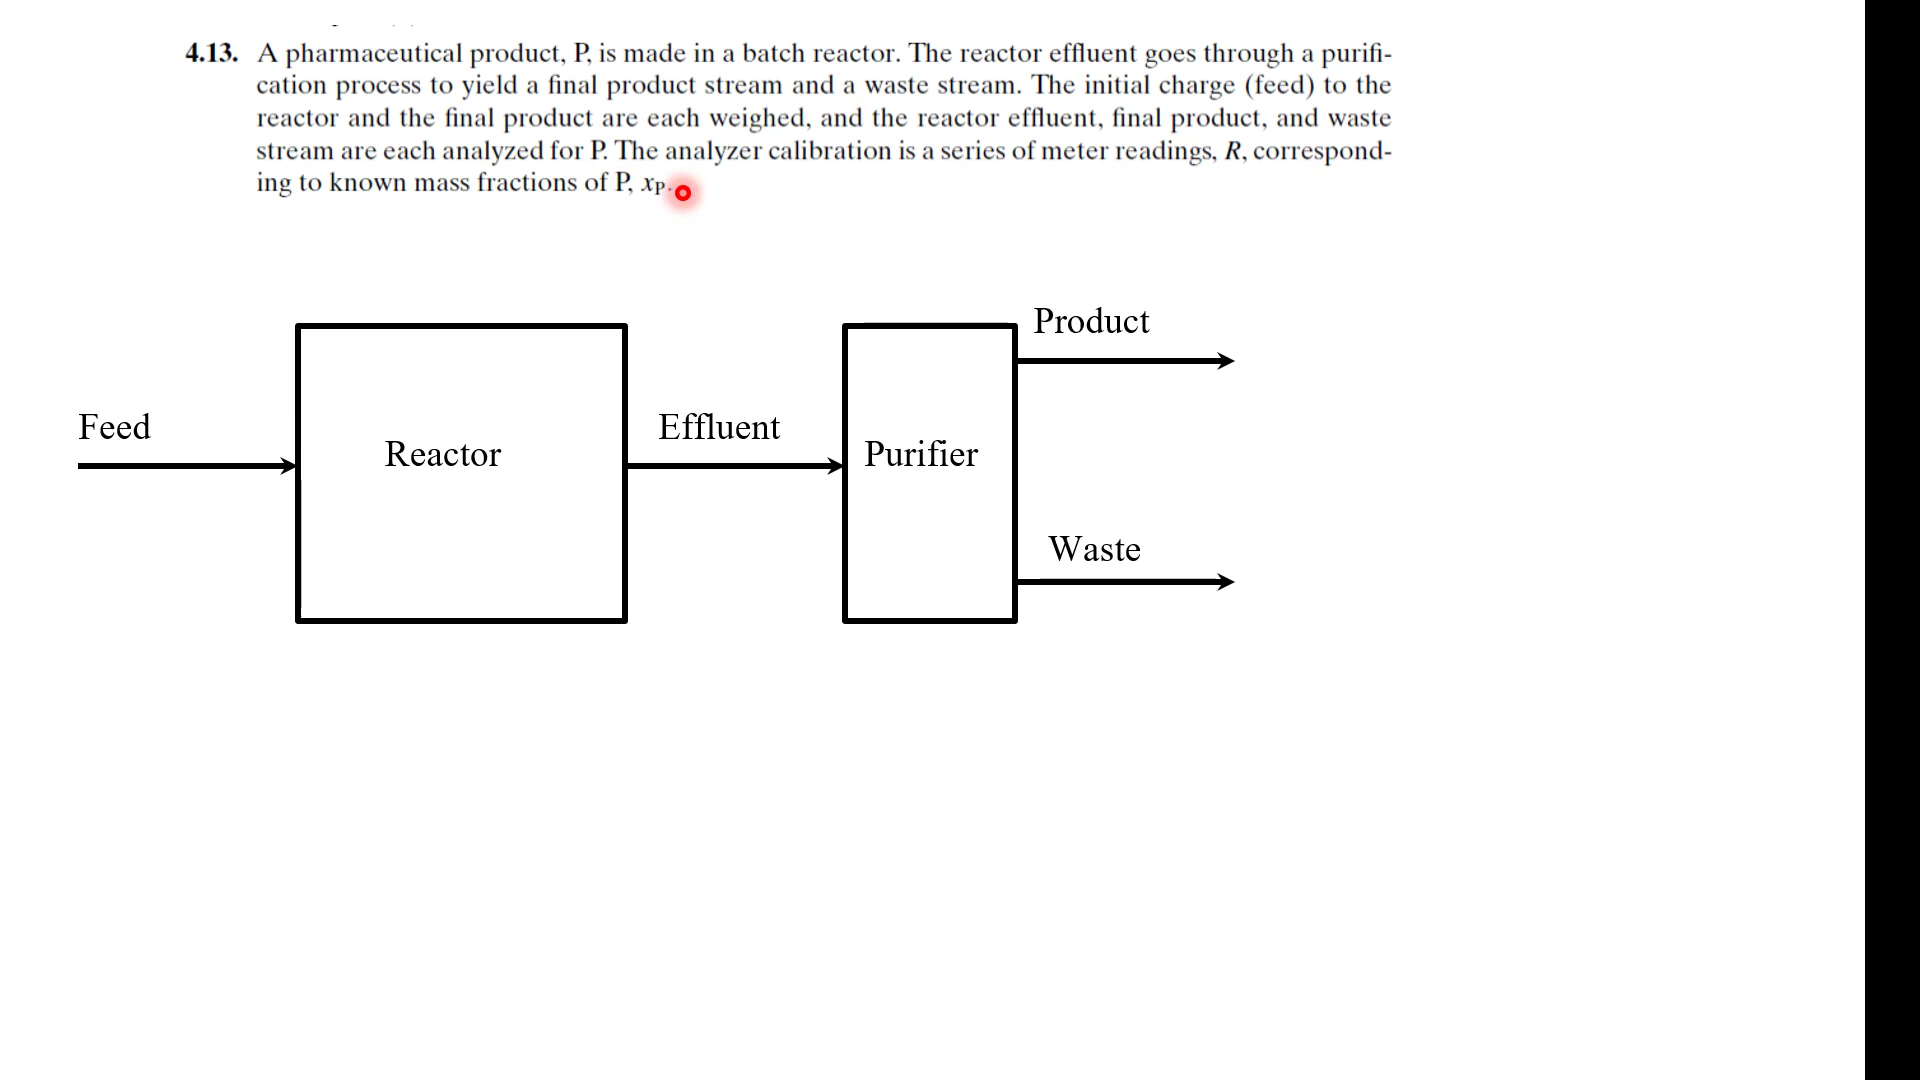 4.13. A pharmaceutical product, P, is made in a batch reactor. The reactor effluent goes through a purifi-
cation process to yield a final product stream and a waste stream. The initial charge (feed) to the
reactor and the final product are each weighed, and the reactor effluent, final product, and waste
stream are each analyzed for P. The analyzer calibration is a series of meter readings, R, correspond-
ing to known mass fractions of P, xP.
Product
Feed
Effluent
Reactor
Purifier
Waste